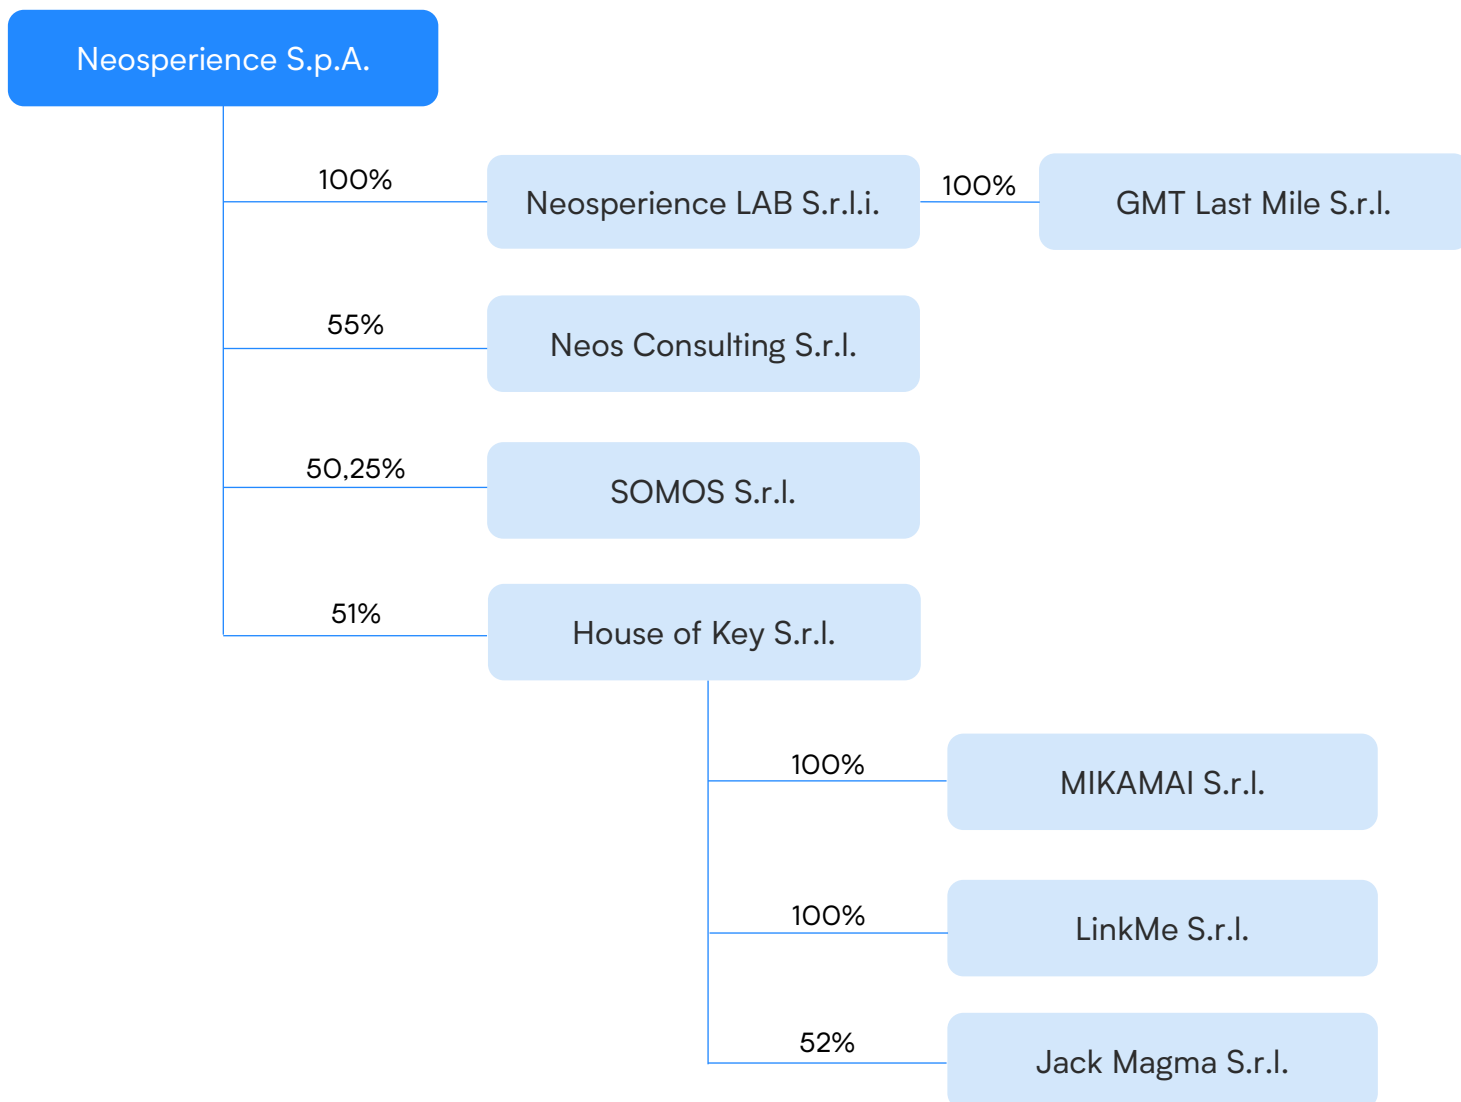 Neosperience S.p.A.
100%
Neosperience LAB S.r.l.i.
100%
GMT Last Mile S.r.l.
55%
Neos Consulting S.r.l.
50,25%
SOMOS S.r.l.
51%
House of Key S.r.l.
100%
MIKAMAI S.r.l.
100%
LinkMe S.r.l.
52%
Jack Magma S.r.l.